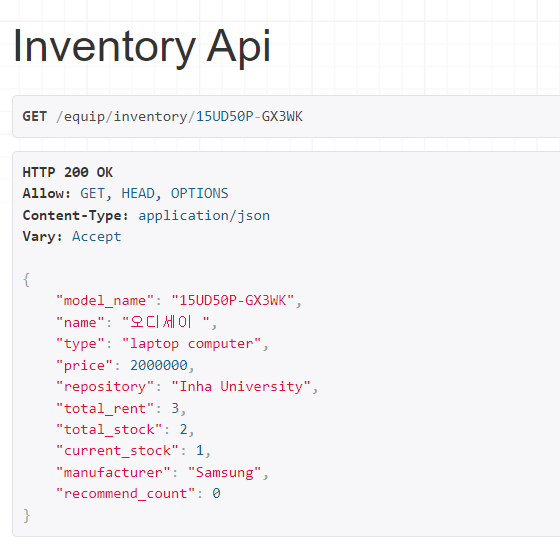 Inventory Api
GET /equip/inventory/15UD50P-GX3WK
HTTP 200 OK
Allow: GET, HEAD, OPTIONS
Content-Type: application/json
Vary: Accept
{
    "model_name": "15UD50P-GX3WK",
    "name": "오디세이 ",
    "type": "laptop computer",
    "price": 2000000,
    "repository": "Inha University",
    "total_rent": 3,
    "total_stock": 2,
    "current_stock": 1,
    "manufacturer": "Samsung",
    "recommend_count": 0
}